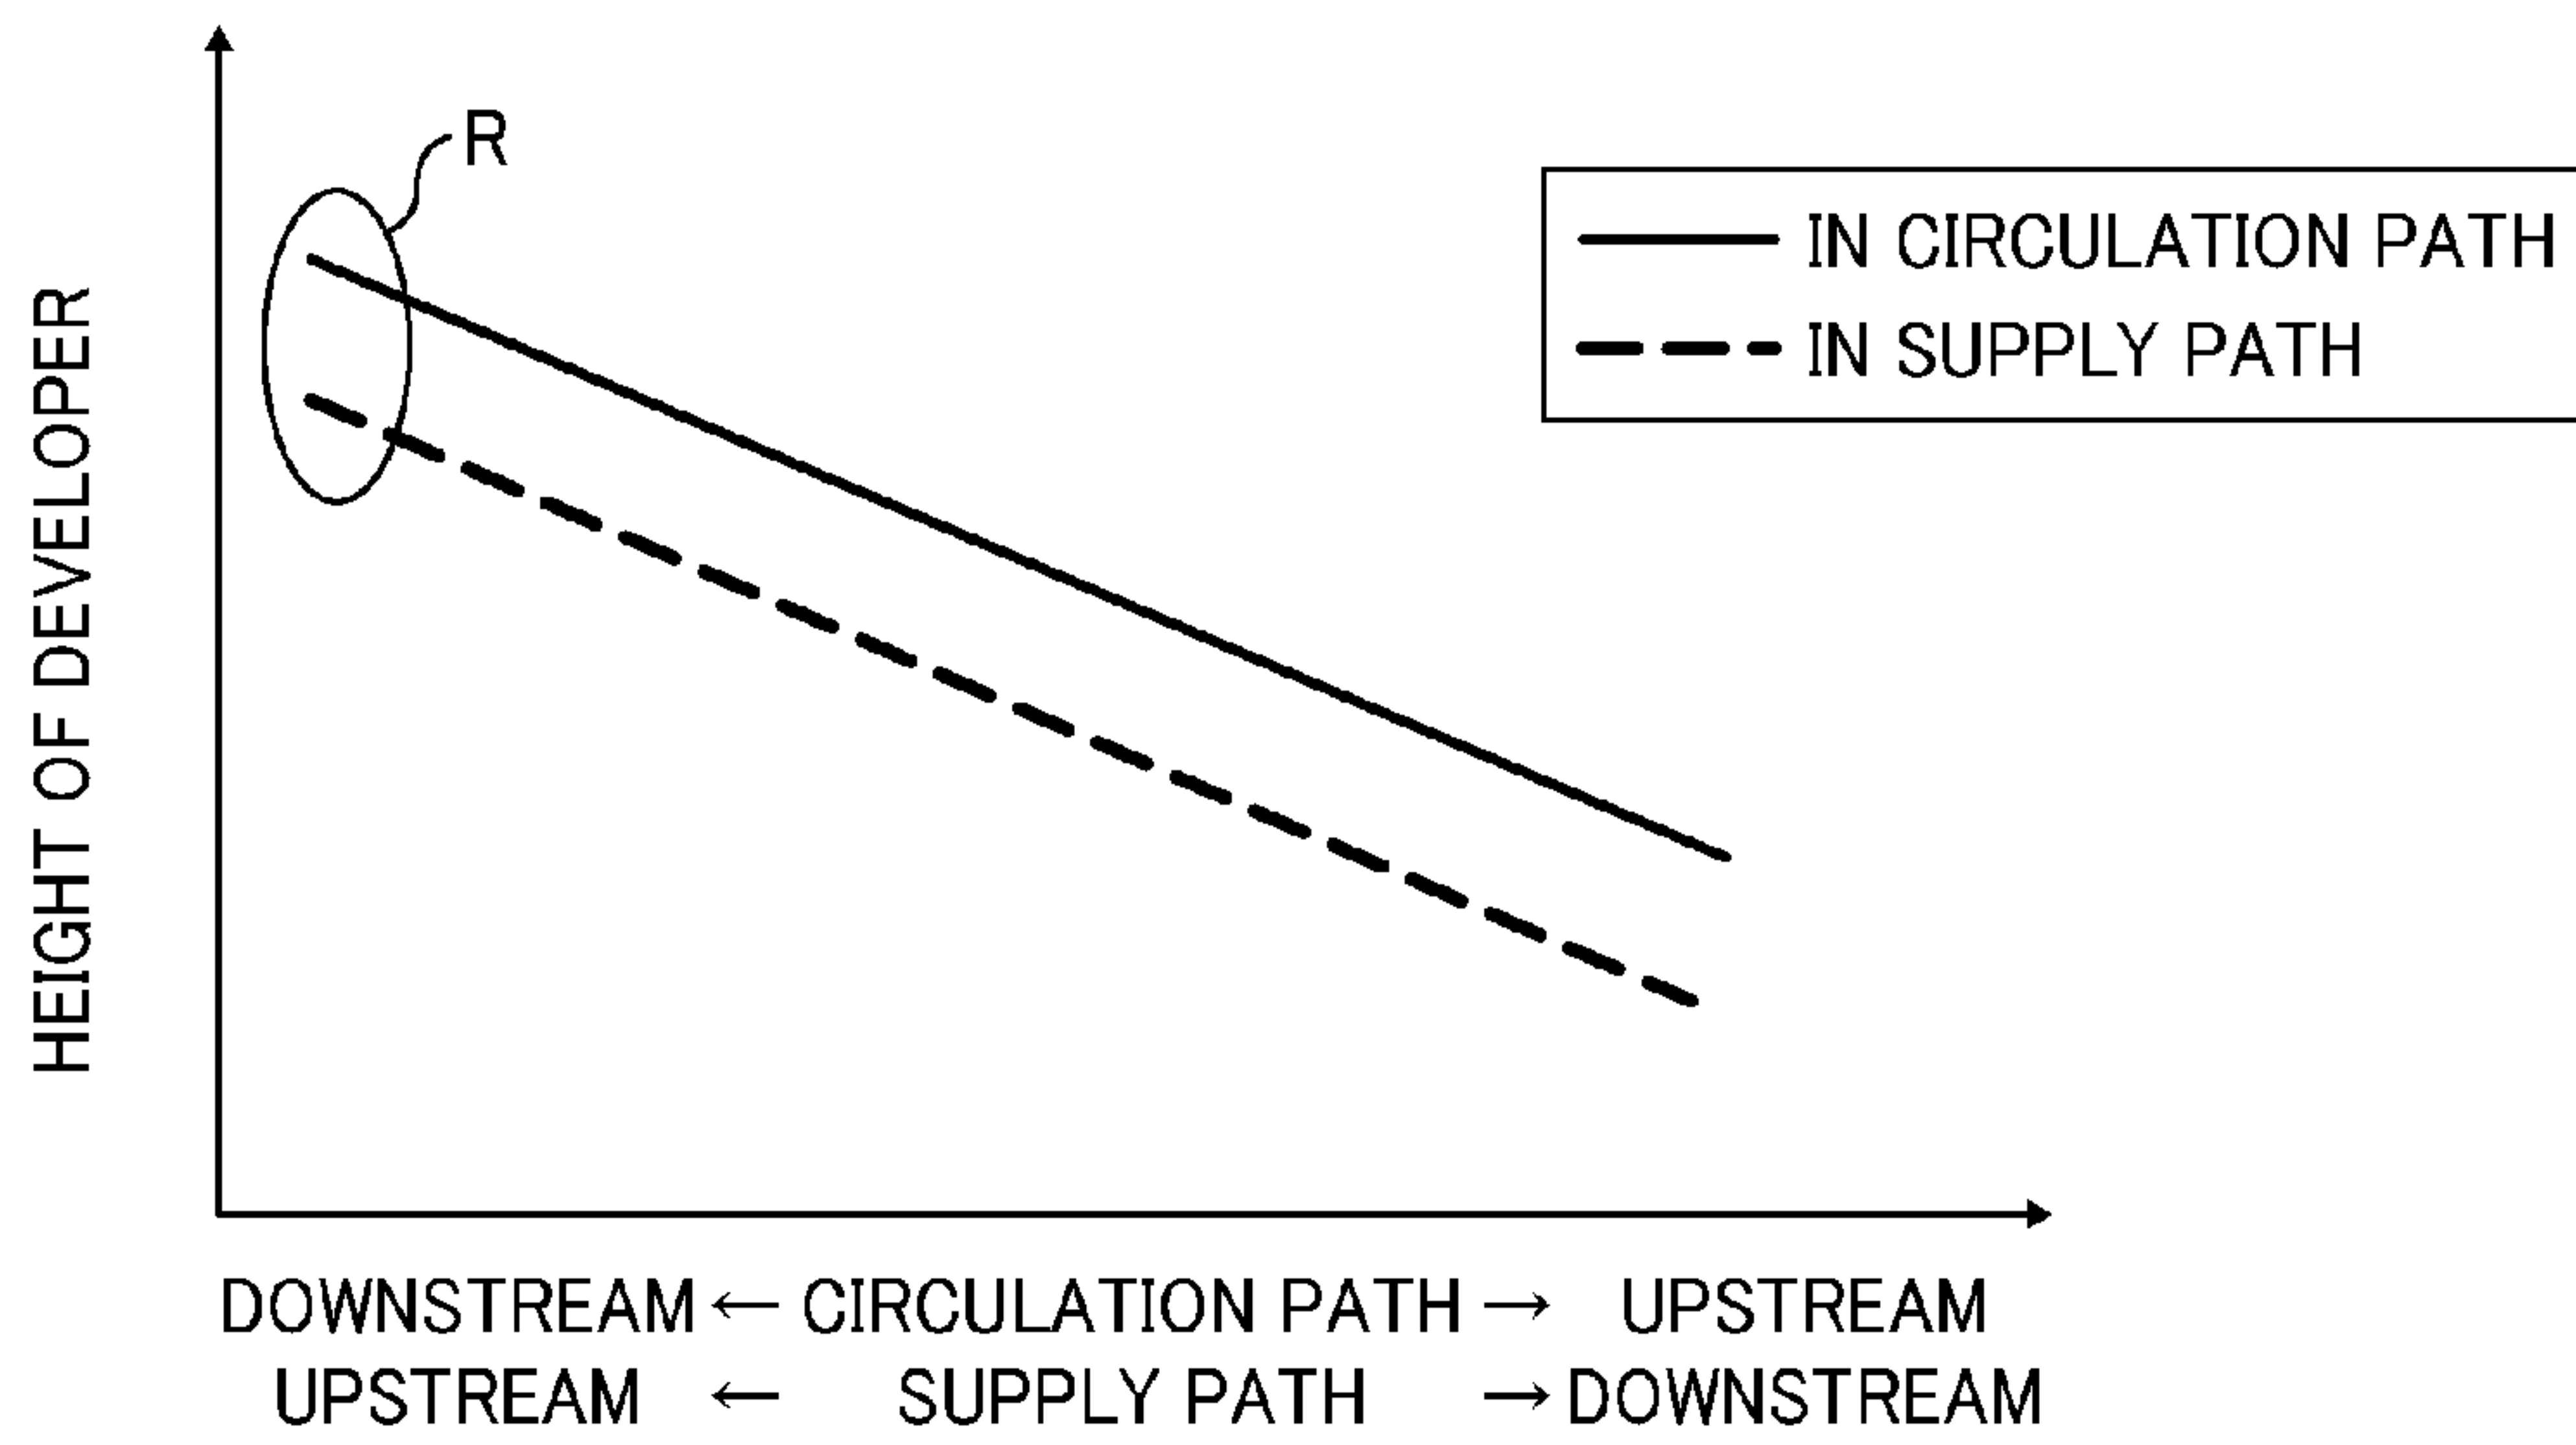 R
IN CIRCULATION PATH
IN SUPPLY PATH
HEIGHT OF DEVELOPER
DOWNSTREAM ← CIRCULATION PATH → UPSTREAM
UPSTREAM ← SUPPLY PATH → DOWNSTREAM